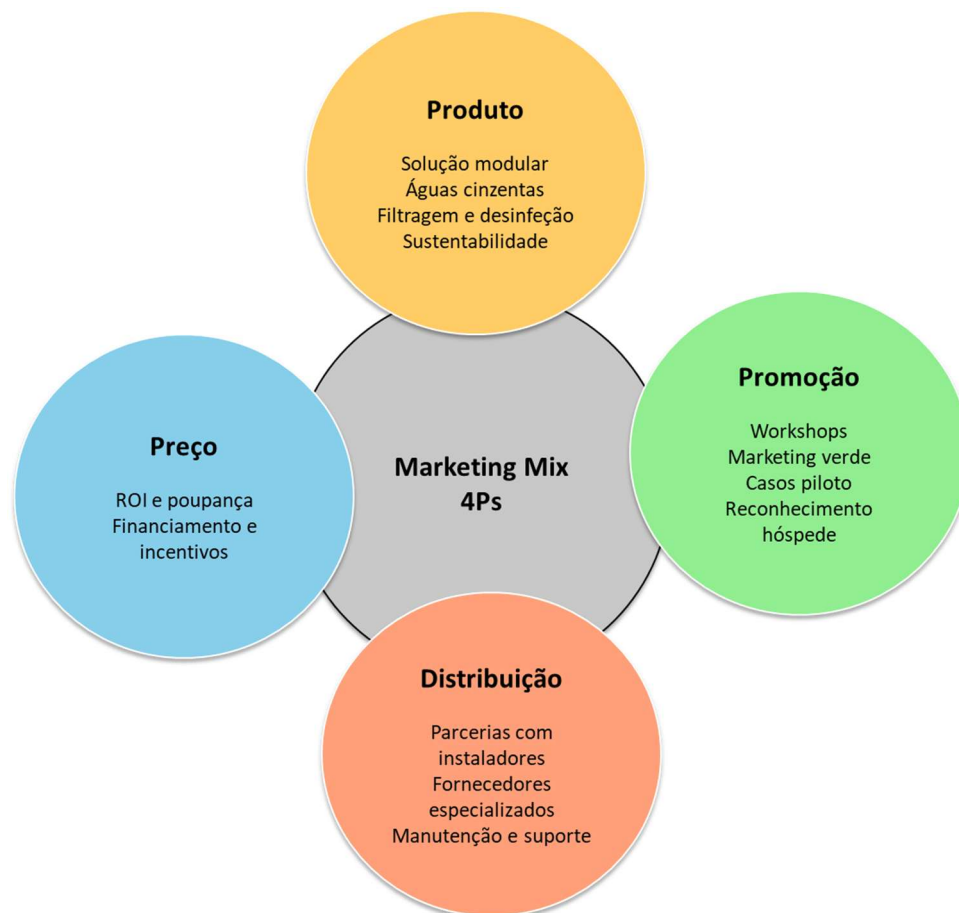 Produto
Solução modular
Águas cinzentas
Filtragem e desinfeção
Sustentabilidade
Promoção
Workshops
Marketing verde
Casos piloto
Reconhecimento
hóspede
Preço
ROI e poupança
Financiamento e
incentivos
Marketing Mix
4Ps
Distribuição
Parcerias com
instaladores
Fornecedores
especializados
Manutenção e suporte